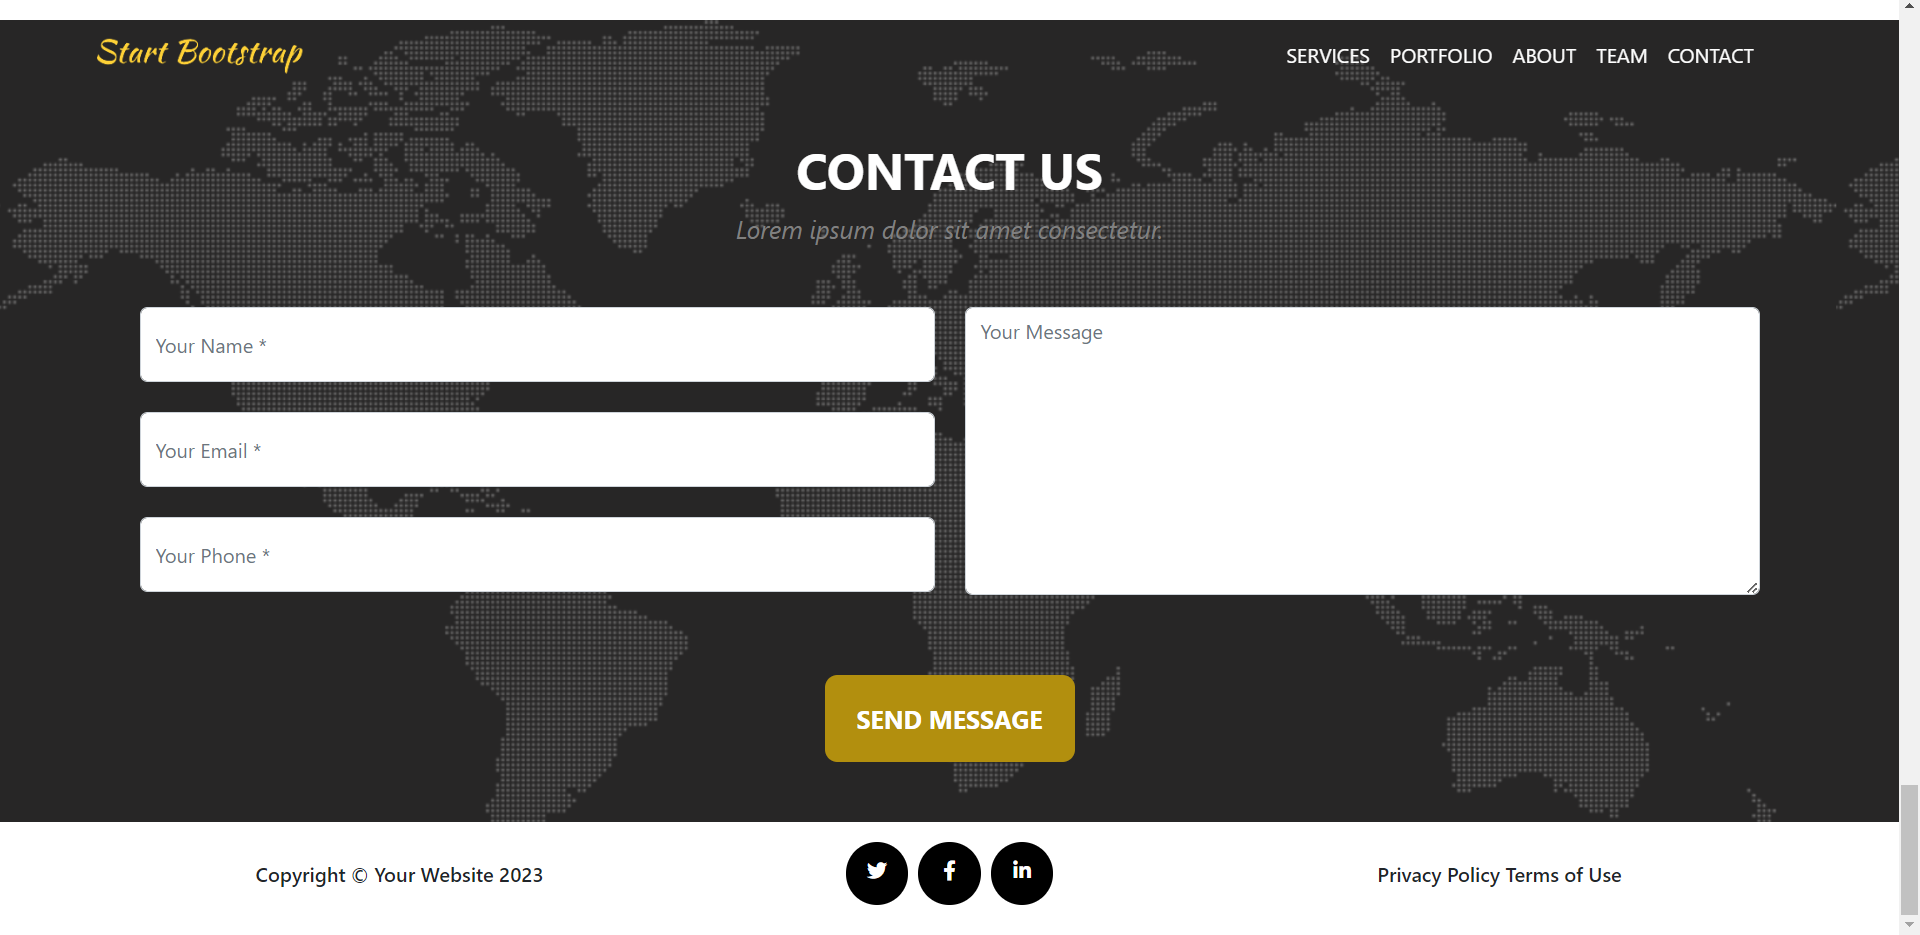 Start Bootstrap
SERVICES PORTFOLIO ABOUT TEAM CONTACT
CONTACT US
Lorem ipsum dolor sit amet consectetur.
Your Name *
Your Email *
Your Phone *
Your Message
SEND MESSAGE
Copyright © Your Website 2023
Privacy Policy Terms of Use